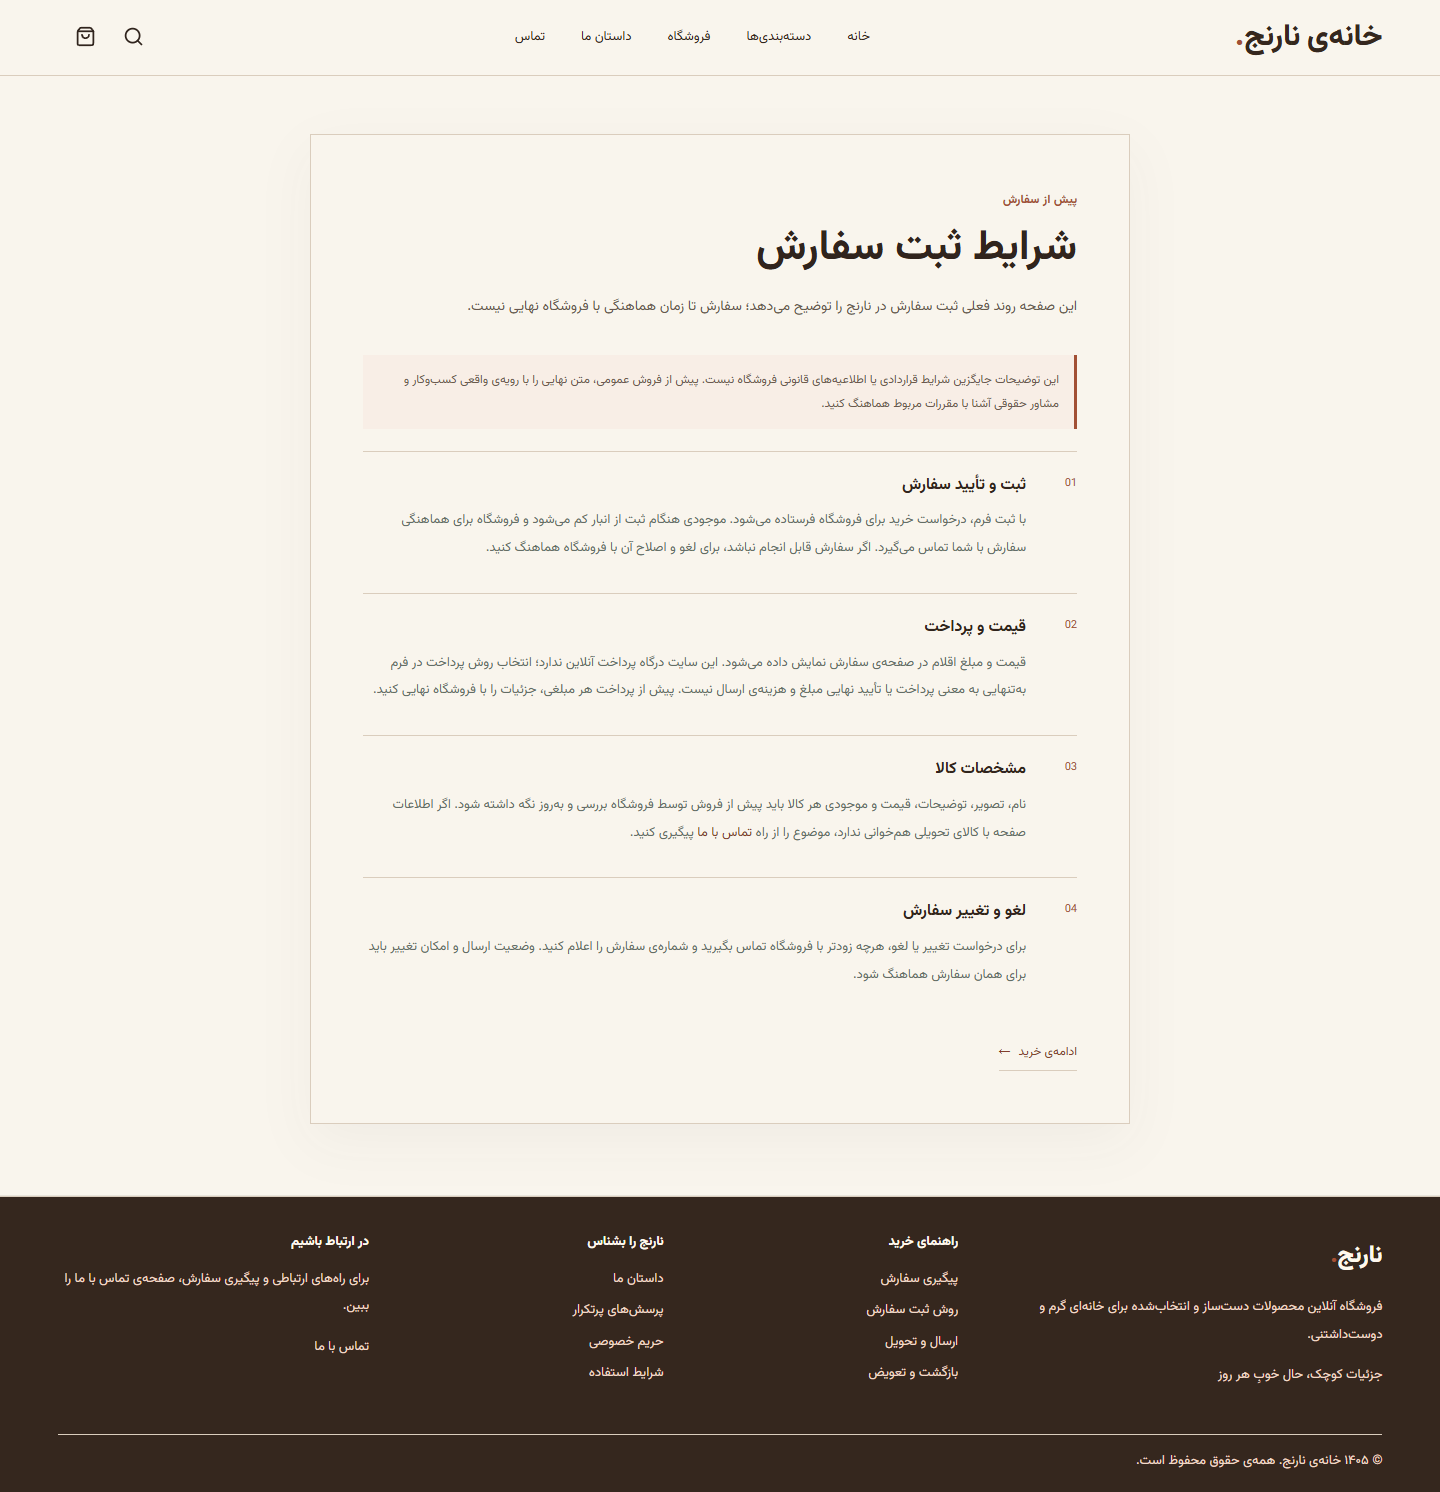 خانه‌ی نارنج.
خانه
دسته‌بندی‌ها
فروشگاه
داستان ما
تماس
پیش از سفارش
شرایط ثبت سفارش
این صفحه روند فعلی ثبت سفارش در نارنج را توضیح می‌دهد؛ سفارش تا زمان هماهنگی با فروشگاه نهایی نیست.
این توضیحات جایگزین شرایط قراردادی یا اطلاعیه‌های قانونی فروشگاه نیست. پیش از فروش عمومی، متن نهایی را با رویه‌ی واقعی کسب‌وکار و
مشاور حقوقی آشنا با مقررات مربوط هماهنگ کنید.
01
ثبت و تأیید سفارش
با ثبت فرم، درخواست خرید برای فروشگاه فرستاده می‌شود. موجودی هنگام ثبت از انبار کم می‌شود و فروشگاه برای هماهنگی
سفارش با شما تماس می‌گیرد. اگر سفارش قابل انجام نباشد، برای لغو و اصلاح آن با فروشگاه هماهنگ کنید.
02
قیمت و پرداخت
قیمت و مبلغ اقلام در صفحه‌ی سفارش نمایش داده می‌شود. این سایت درگاه پرداخت آنلاین ندارد؛ انتخاب روش پرداخت در فرم
به‌تنهایی به معنی پرداخت یا تأیید نهایی مبلغ و هزینه‌ی ارسال نیست. پیش از پرداخت هر مبلغی، جزئیات را با فروشگاه نهایی کنید.
03
مشخصات کالا
نام، تصویر، توضیحات، قیمت و موجودی هر کالا باید پیش از فروش توسط فروشگاه بررسی و به‌روز نگه داشته شود. اگر اطلاعات
صفحه با کالای تحویلی هم‌خوانی ندارد، موضوع را از راه تماس با ما پیگیری کنید.
04
لغو و تغییر سفارش
برای درخواست تغییر یا لغو، هرچه زودتر با فروشگاه تماس بگیرید و شماره‌ی سفارش را اعلام کنید. وضعیت ارسال و امکان تغییر باید
برای همان سفارش هماهنگ شود.
ادامه‌ی خرید ←
نارنج.
فروشگاه آنلاین محصولات دست‌ساز و انتخاب‌شده برای خانه‌ای گرم و
دوست‌داشتنی.
جزئیات کوچک، حال خوبِ هر روز
راهنمای خرید
پیگیری سفارش
روش ثبت سفارش
ارسال و تحویل
بازگشت و تعویض
نارنج را بشناس
داستان ما
پرسش‌های پرتکرار
حریم خصوصی
شرایط استفاده
در ارتباط باشیم
برای راه‌های ارتباطی و پیگیری سفارش، صفحه‌ی تماس با ما را
ببین.
تماس با ما
© ۱۴۰۵ خانه‌ی نارنج. همه‌ی حقوق محفوظ است.